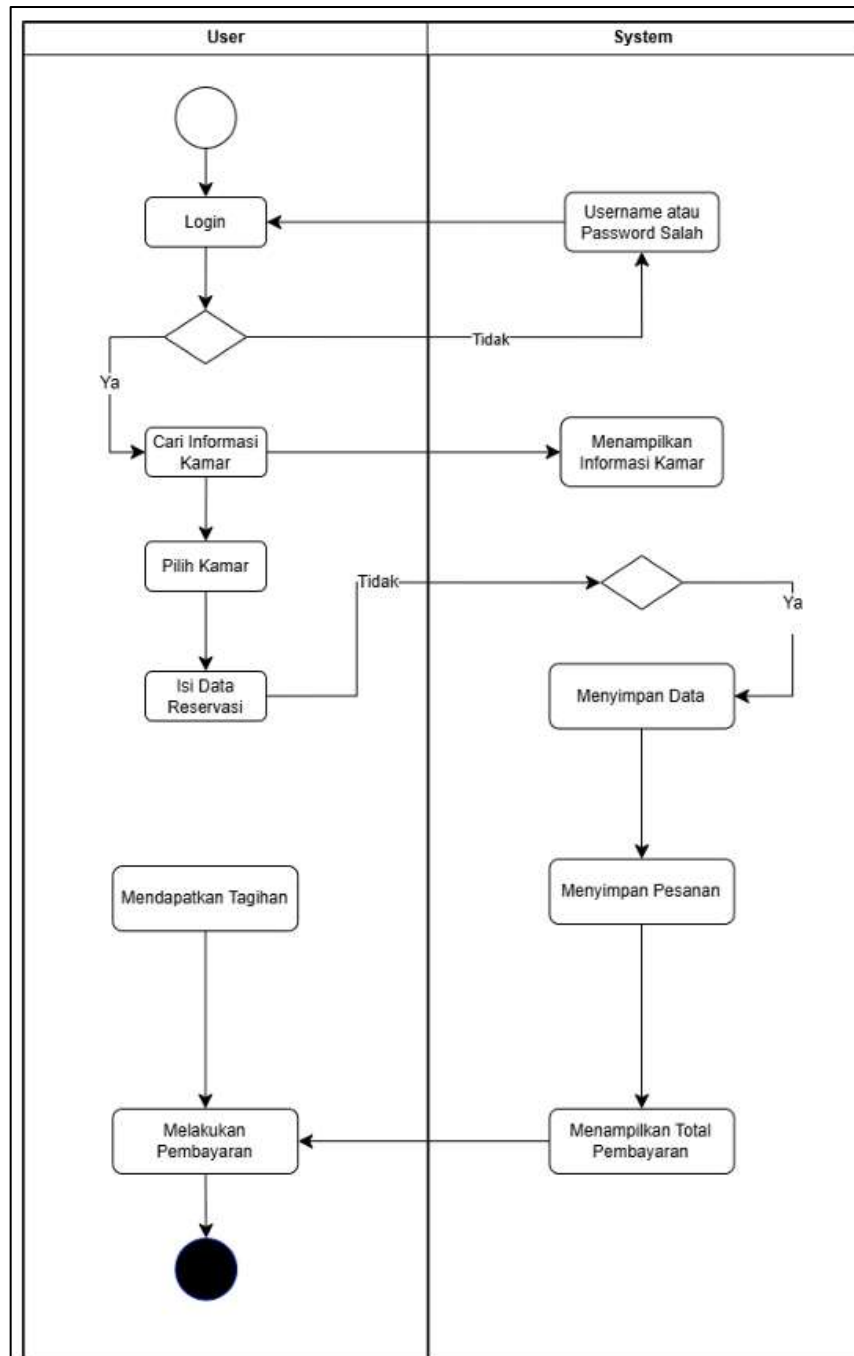 User
System
Login
Username atau
Password Salah
Tidak
Ya
Cari Informasi
Kamar
Menampilkan
Informasi Kamar
Pilih Kamar
Tidak
Ya
Isi Data
Reservasi
Menyimpan Data
Mendapatkan Tagihan
Menyimpan Pesanan
Melakukan
Pembayaran
Menampilkan Total
Pembayaran